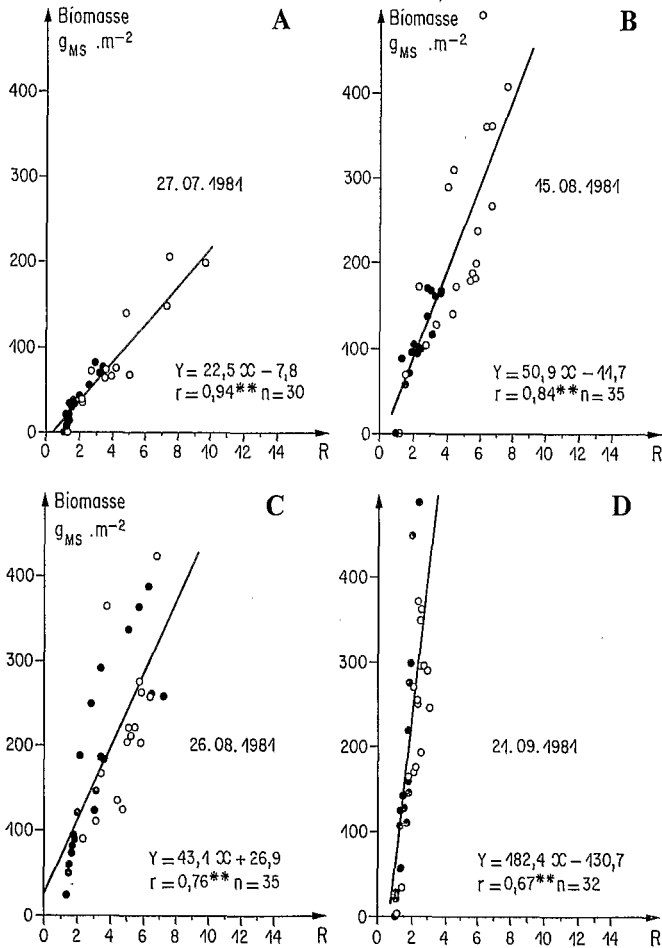 Biomasse
g_MS .m⁻²
A
400
300
200
100
0
27.07.1981
Y=22,5 x-7,8
r=0,94** n=30
0 2 4 6 8 10 12 14 R
Biomasse
g_MS .m⁻²
B
400
300
200
100
0
15.08.1981
Y=50,9 x-11,7
r=0,84** n=35
0 2 4 6 8 10 12 14 R
Biomasse
g_MS .m⁻²
C
400
300
200
100
0
26.08.1981
Y=43,1 x+26,9
r=0,76** n=35
0 2 4 6 8 10 12 14 R
Biomasse
g_MS .m⁻²
D
400
300
200
100
0
21.09.1981
Y=182,4 x-130,7
r=0,67** n=32
0 2 4 6 8 10 12 14 R